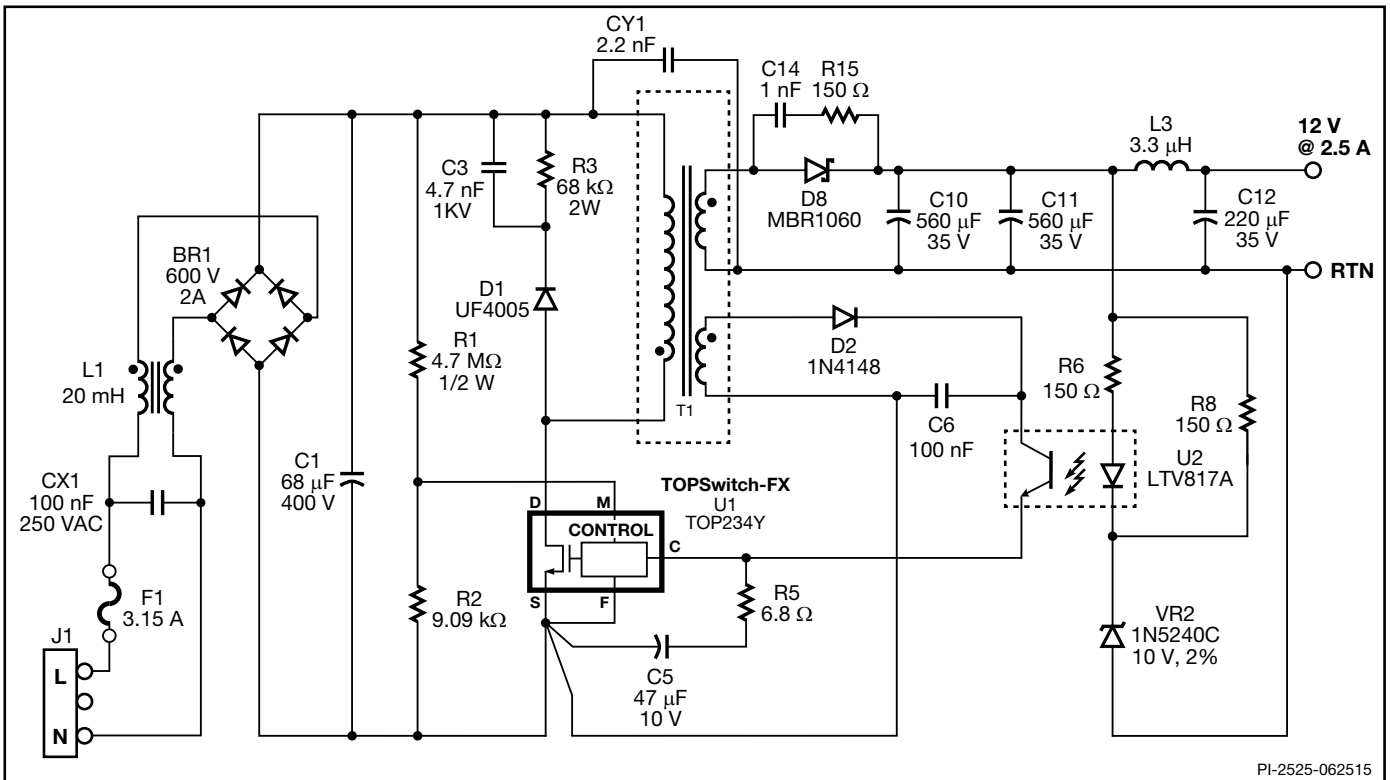 CY1
2.2 nF
C14
1 nF
R15
150 Ω
L3
3.3 μH
12 V
@ 2.5 A
C3
4.7 nF
1KV
R3
68 kΩ
2W
D8
MBR1060
C10
560 μF
35 V
C11
560 μF
35 V
C12
220 μF
35 V
RTN
BR1
600 V
2A
D1
UF4005
R1
4.7 MΩ
1/2 W
D2
1N4148
L1
20 mH
T1
R6
150 Ω
R8
150 Ω
C6
100 nF
U2
LTV817A
C1
68 μF
400 V
CX1
100 nF
250 VAC
TOPSwitch-FX
U1
TOP234Y
D
M
CONTROL
C
S
F
F1
3.15 A
R2
9.09 kΩ
R5
6.8 Ω
VR2
1N5240C
10 V, 2%
J1
L
N
C5
47 μF
10 V
PI-2525-062515